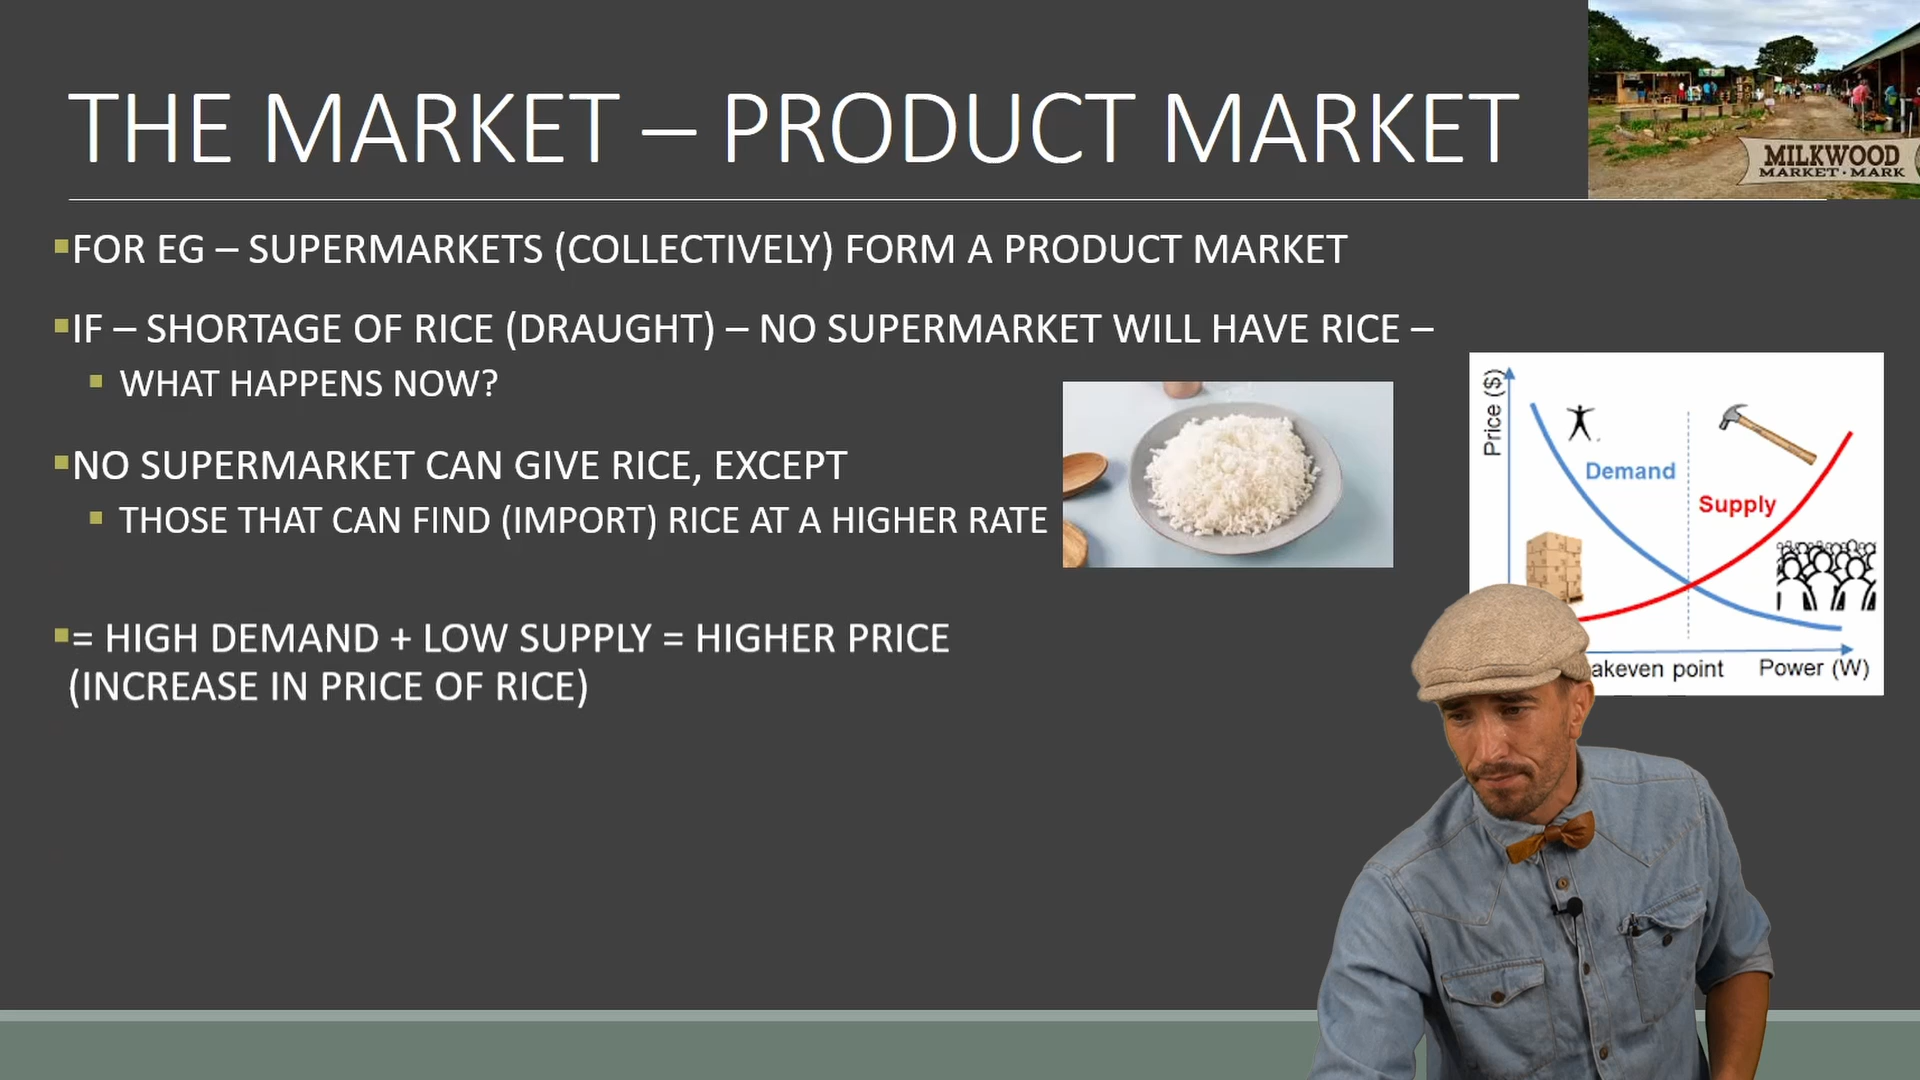 THE MARKET – PRODUCT MARKET
MILKWOOD
MARKET · MARK
FOR EG – SUPERMARKETS (COLLECTIVELY) FORM A PRODUCT MARKET
IF – SHORTAGE OF RICE (DRAUGHT) – NO SUPERMARKET WILL HAVE RICE –
WHAT HAPPENS NOW?
NO SUPERMARKET CAN GIVE RICE, EXCEPT
THOSE THAT CAN FIND (IMPORT) RICE AT A HIGHER RATE
= HIGH DEMAND + LOW SUPPLY = HIGHER PRICE
(INCREASE IN PRICE OF RICE)
Price ($)
Demand
Supply
akeven point
Power (W)